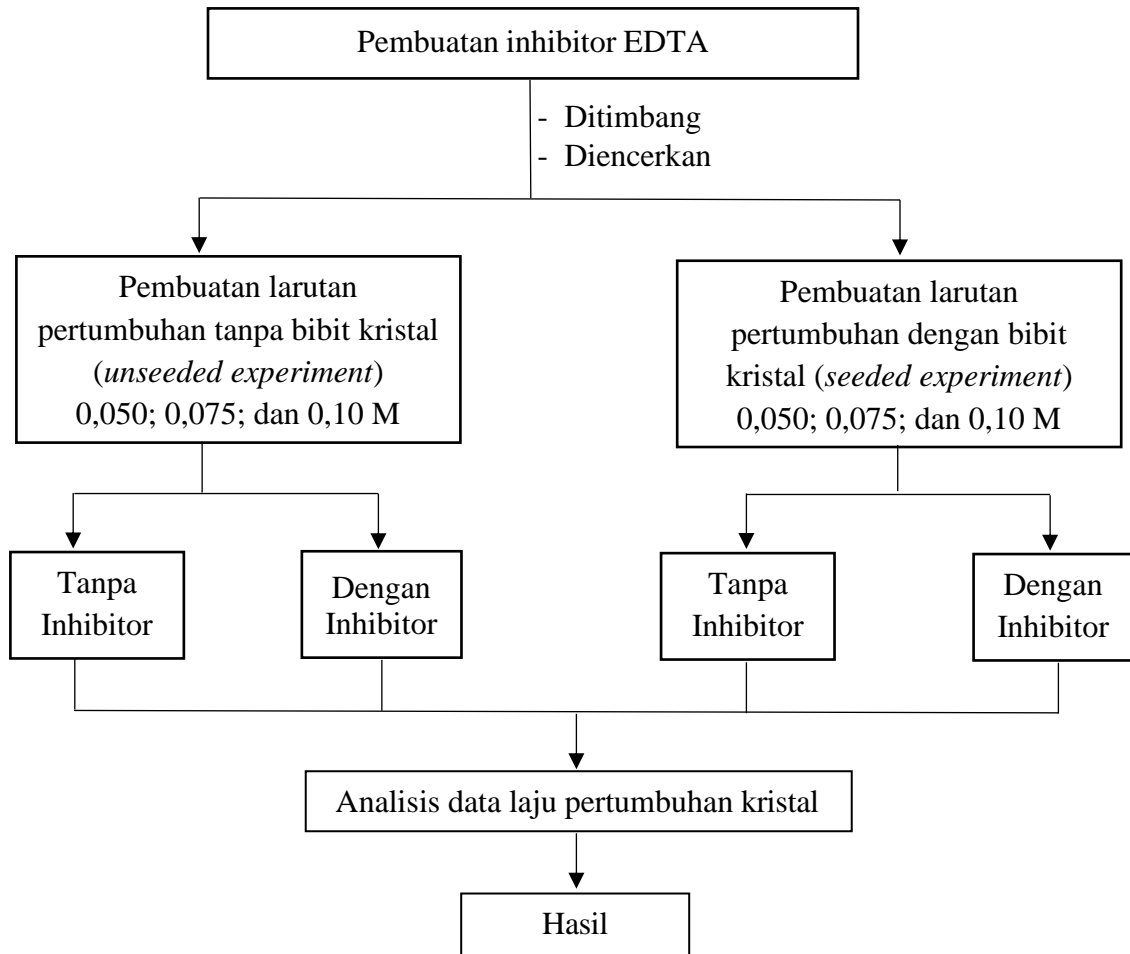 Pembuatan inhibitor EDTA
- Ditimbang
- Diencerkan
Pembuatan larutan
pertumbuhan tanpa bibit kristal
(unseeded experiment)
0,050; 0,075; dan 0,10 M
Pembuatan larutan
pertumbuhan dengan bibit
kristal (seeded experiment)
0,050; 0,075; dan 0,10 M
Tanpa
Inhibitor
Dengan
Inhibitor
Tanpa
Inhibitor
Dengan
Inhibitor
Analisis data laju pertumbuhan kristal
Hasil